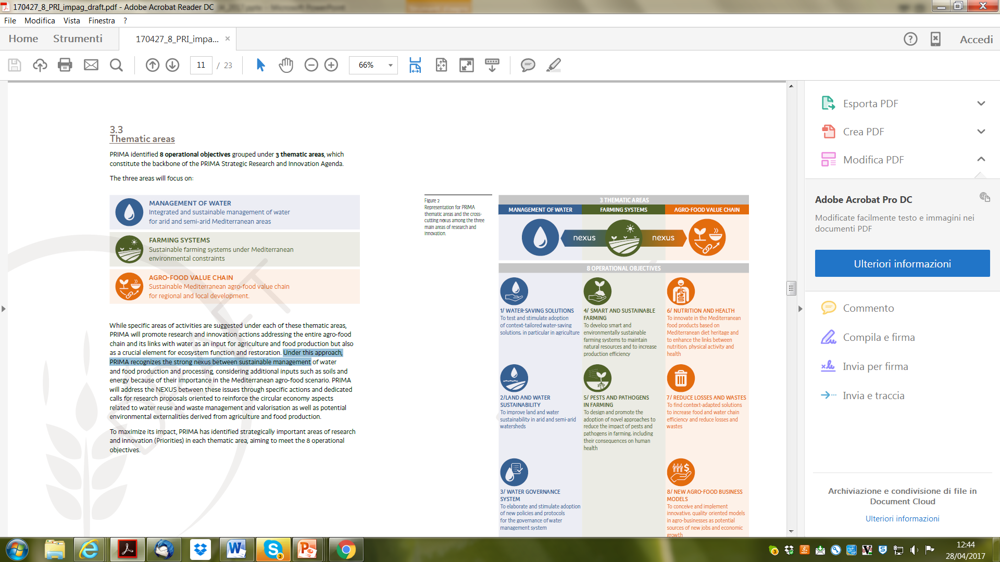 170427_8_PRI_impag_draft.pdf - Adobe Acrobat Reader DC
File Modifica Vista Finestra ?
Home Strumenti 170427_8_PRI_impa... × Accedi
11 / 23 66%
3.3
Thematic areas
PRIMA identified 8 operational objectives grouped under 3 thematic areas, which
constitute the backbone of the PRIMA Strategic Research and Innovation Agenda.
The three areas will focus on:
MANAGEMENT OF WATER
Integrated and sustainable management of water
for arid and semi-arid Mediterranean areas
FARMING SYSTEMS
Sustainable farming systems under Mediterranean
environmental constraints
AGRO-FOOD VALUE CHAIN
Sustainable Mediterranean agro-food value chain
for regional and local development.
While specific areas of activities are suggested under each of these thematic areas,
PRIMA will promote research and innovation actions addressing the entire agro-food
chain and its links with water as an input for agriculture and food production but also
as a crucial element for ecosystem function and restoration. Under this approach,
PRIMA recognizes the strong nexus between sustainable management of water
and food production and processing, considering additional inputs such as soils and
energy because of their importance in the Mediterranean agro-food scenario. PRIMA
will address the NEXUS between these issues through specific actions and dedicated
calls for research proposals oriented to reinforce the circular economy aspects
related to water reuse and waste management and valorisation as well as potential
environmental externalities derived from agriculture and food production.
To maximize its impact, PRIMA has identified strategically important areas of research
and innovation (Priorities) in each thematic area, aiming to meet the 8 operational
objectives.
DRAFT
Figure 2
Representation for PRIMA
thematic areas and the cross-
cutting nexus among the three
main areas of research and
innovation.
3 THEMATIC AREAS
MANAGEMENT OF WATER FARMING SYSTEMS AGRO-FOOD VALUE CHAIN
nexus nexus
8 OPERATIONAL OBJECTIVES
1/ WATER-SAVING SOLUTIONS
To test and stimulate adoption
of context-tailored water-saving
solutions, in particular in agriculture
2/LAND AND WATER
SUSTAINABILITY
To improve land and water
sustainability in arid and semi-arid
watersheds
3/ WATER GOVERNANCE
SYSTEM
To elaborate and stimulate adoption
of new policies and protocols
for the governance of water
management system
4/ SMART AND SUSTAINABLE
FARMING
To develop smart and
environmentally sustainable
farming systems to maintain
natural resources and to increase
production efficiency
5/ PESTS AND PATHOGENS
IN FARMING
To design and promote the
adoption of novel approaches to
reduce the impact of pests and
pathogens in farming, including
their consequences on human
health
6/ NUTRITION AND HEALTH
To innovate in the Mediterranean
food products based on
Mediterranean diet heritage and
to enhance the links between
nutrition, physical activity and
health
7/ REDUCE LOSSES AND WASTES
To find context-adapted solutions
to increase food and water chain
efficiency and reduce losses and
wastes
8/ NEW AGRO-FOOD BUSINESS
MODELS
To conceive and implement
innovative, quality oriented models
in agro-businesses as potential
sources of new jobs and economic
growth
Esporta PDF
Crea PDF
Modifica PDF
Adobe Acrobat Pro DC
Modificate facilmente testo e immagini nei
documenti PDF
Ulteriori informazioni
Commento
Compila e firma
Invia per firma
Invia e traccia
Archiviazione e condivisione di file in
Document Cloud
Ulteriori informazioni
12:44
28/04/2017